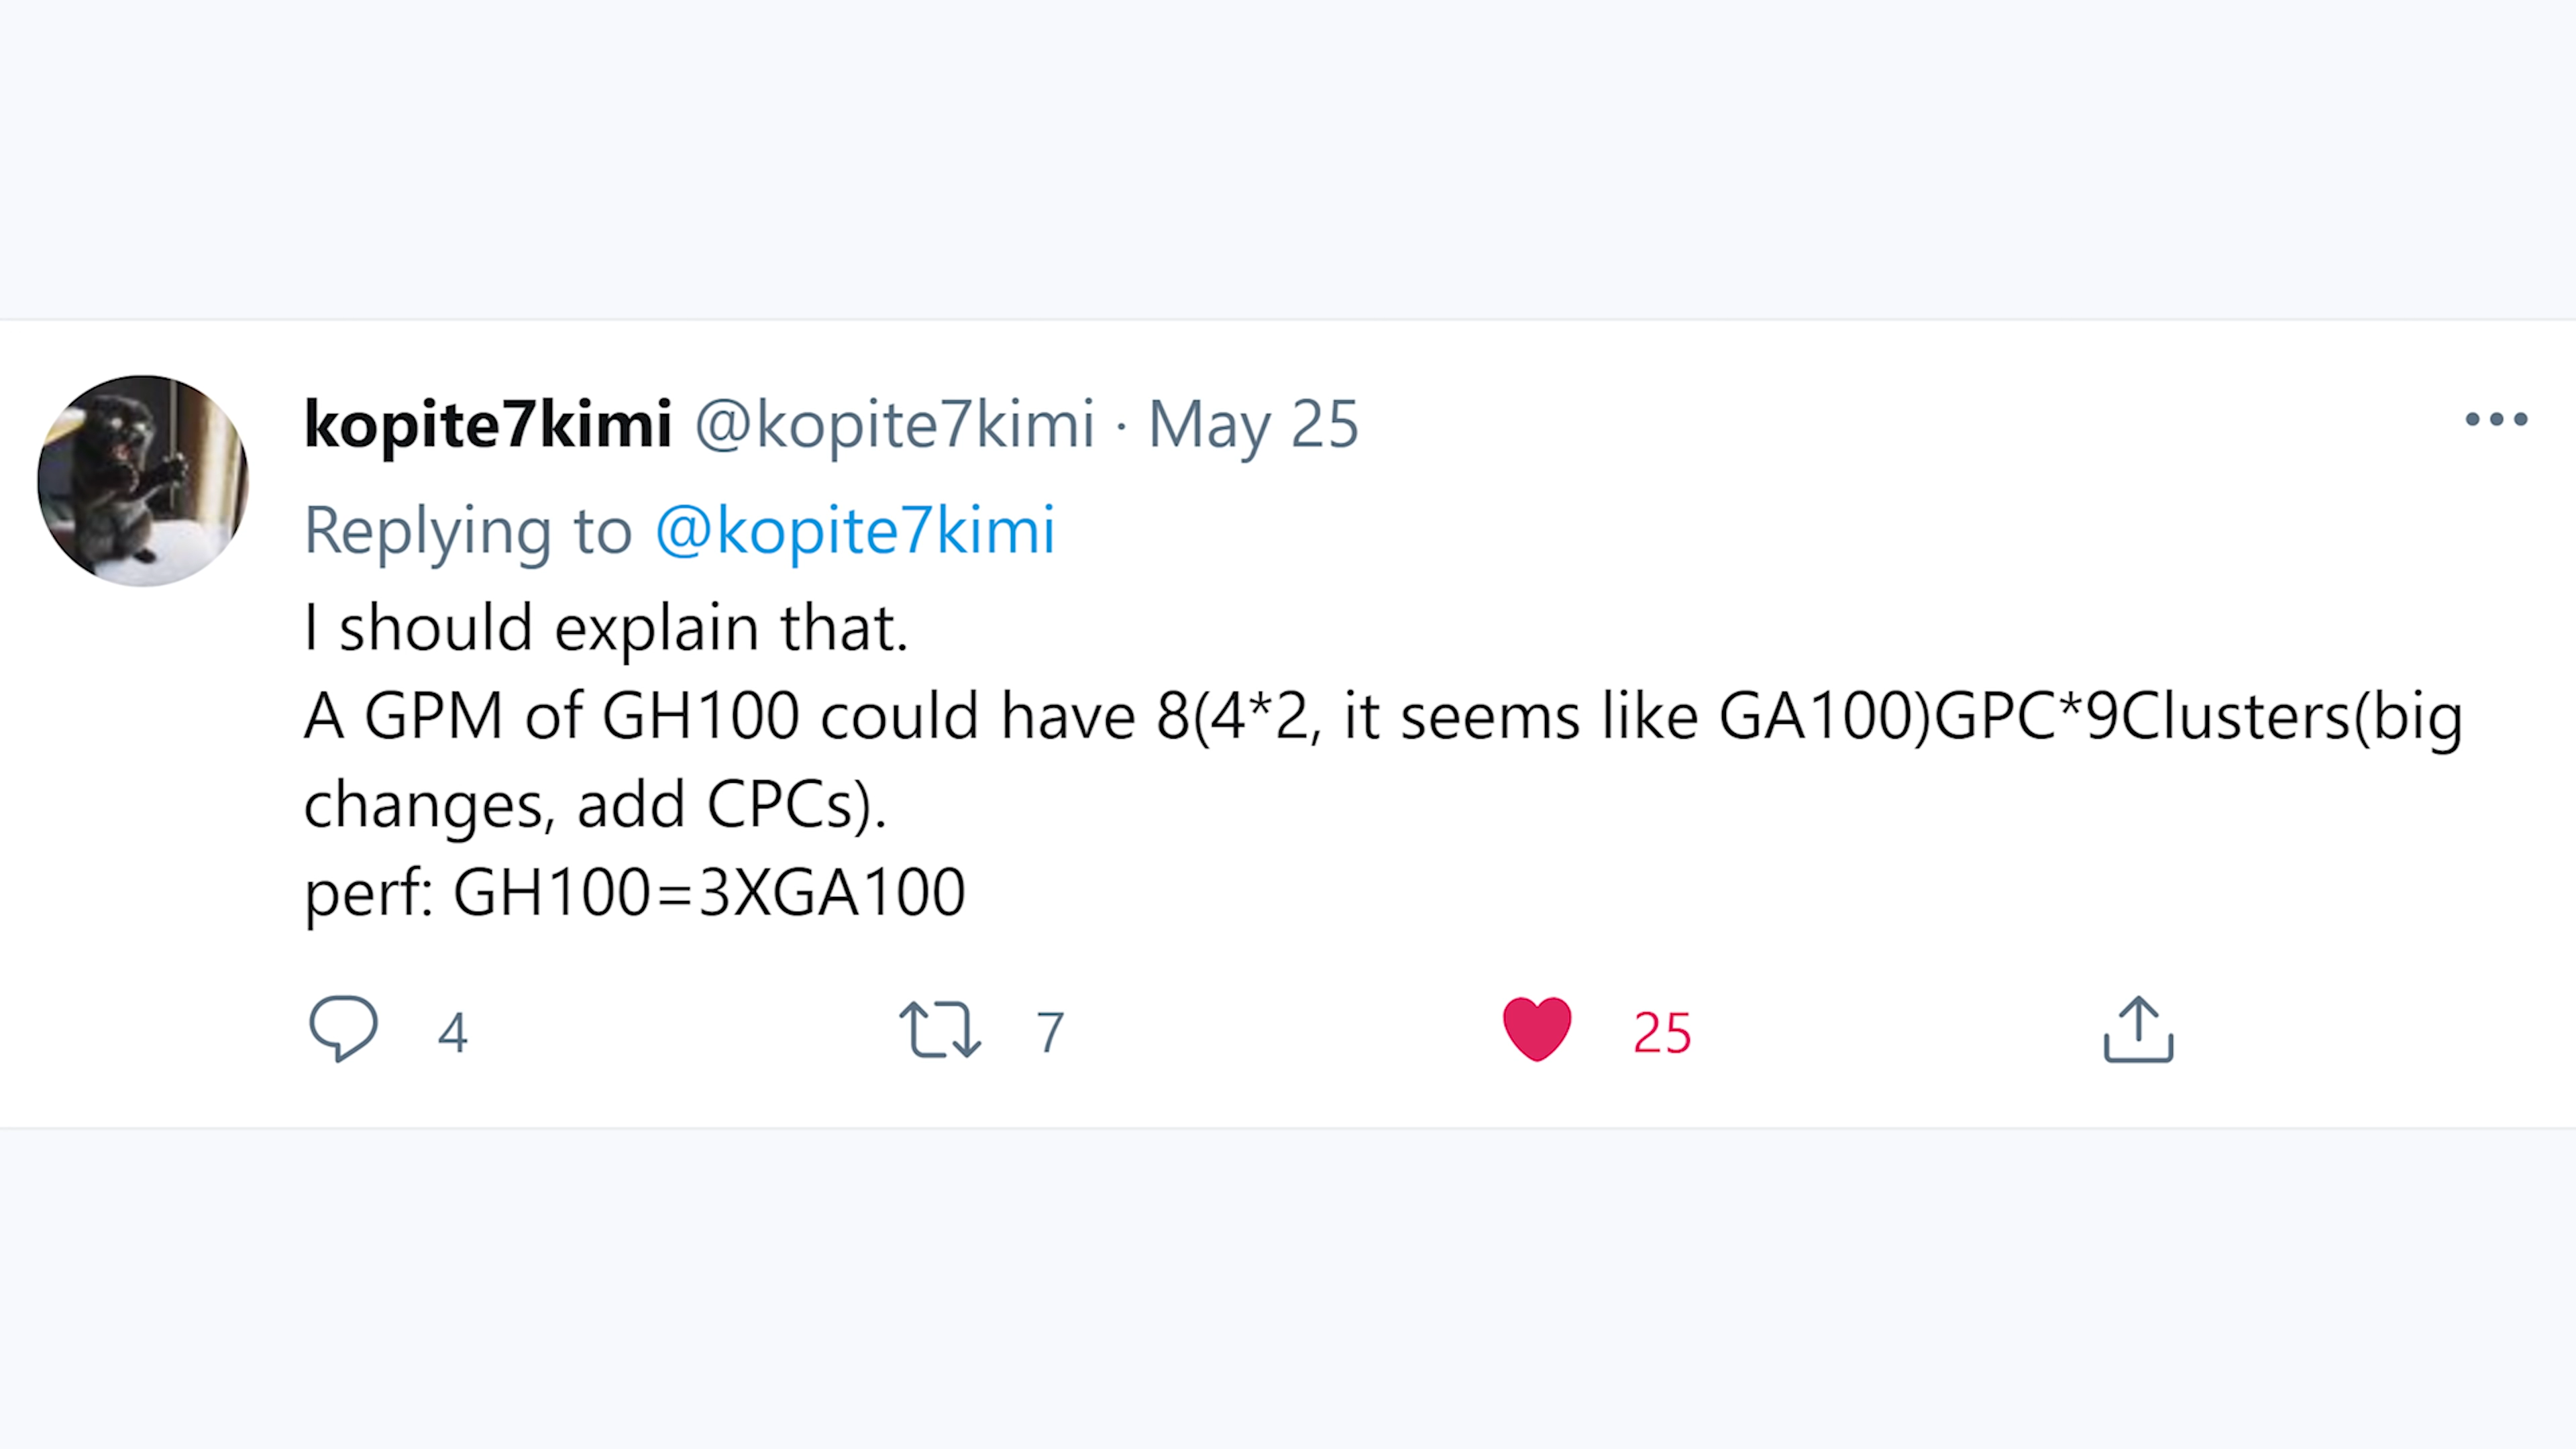 kopite7kimi @kopite7kimi · May 25
Replying to @kopite7kimi
I should explain that.
A GPM of GH100 could have 8(4*2, it seems like GA100)GPC*9Clusters(big
changes, add CPCs).
perf: GH100=3XGA100
4 7 25